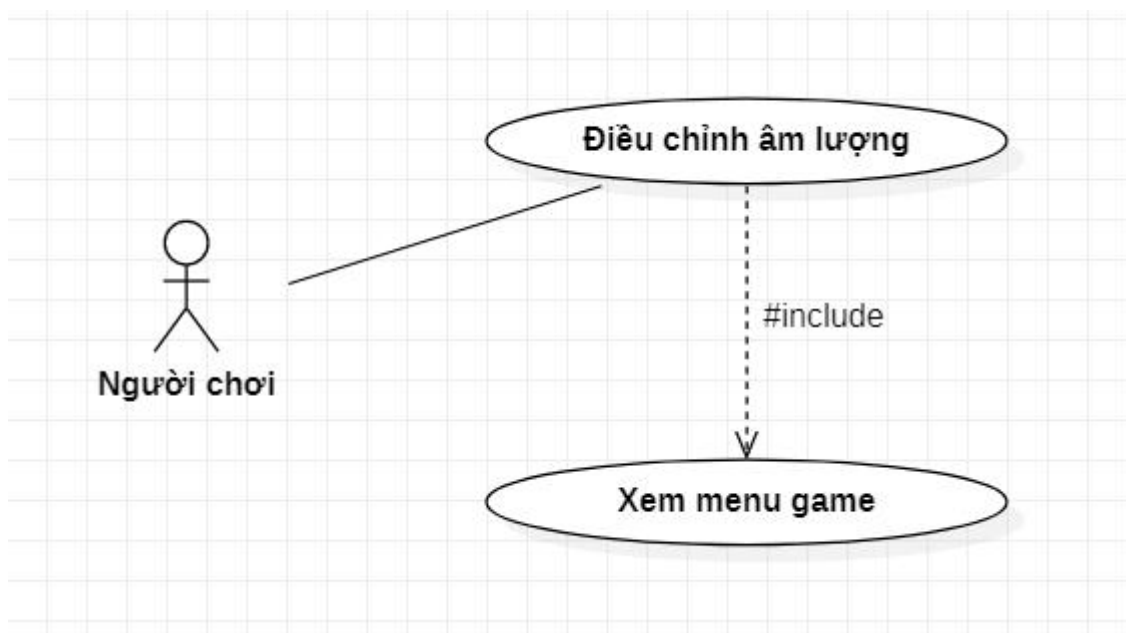 Điều chỉnh âm lượng
#include
Người chơi
Xem menu game